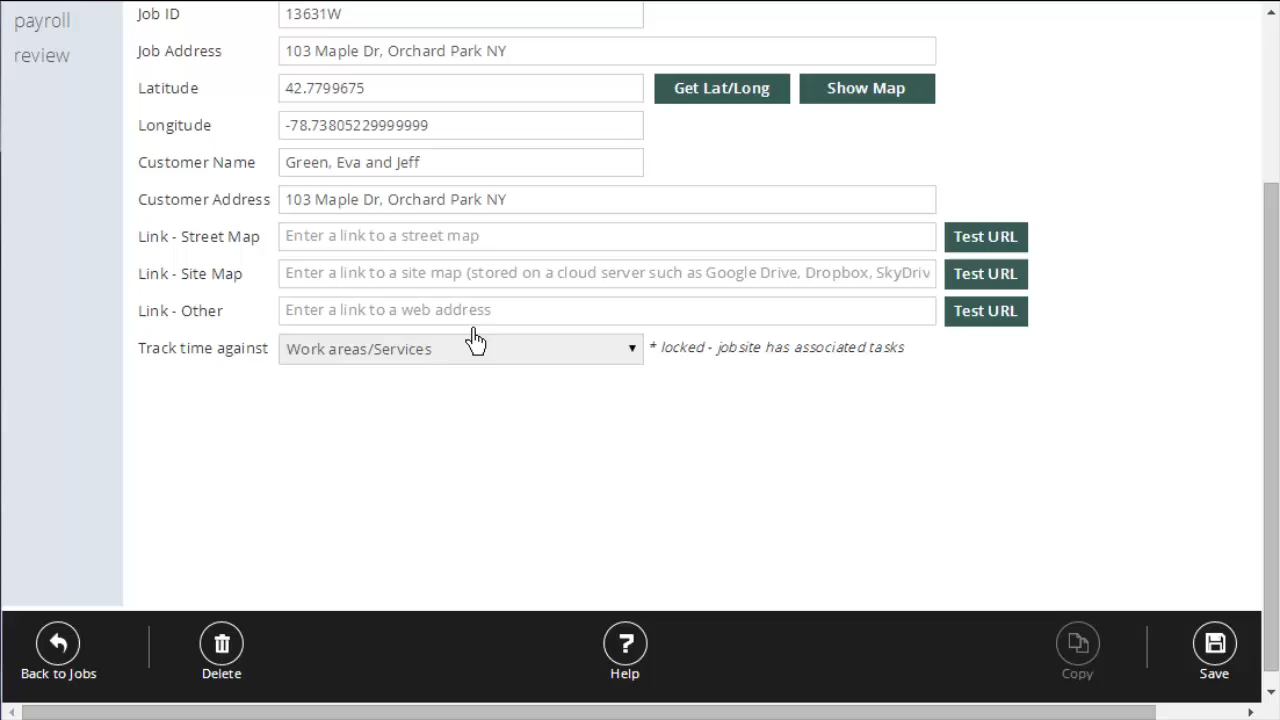 payroll
review
Job ID 13631W
Job Address 103 Maple Dr, Orchard Park NY
Latitude 42.7799675 Get Lat/Long Show Map
Longitude -78.73805229999999
Customer Name Green, Eva and Jeff
Customer Address 103 Maple Dr, Orchard Park NY
Link - Street Map Enter a link to a street map Test URL
Link - Site Map Enter a link to a site map (stored on a cloud server such as Google Drive, Dropbox, SkyDriv Test URL
Link - Other Enter a link to a web address Test URL
Track time against Work areas/Services * locked - jobsite has associated tasks
Back to Jobs Delete ? Help Copy Save